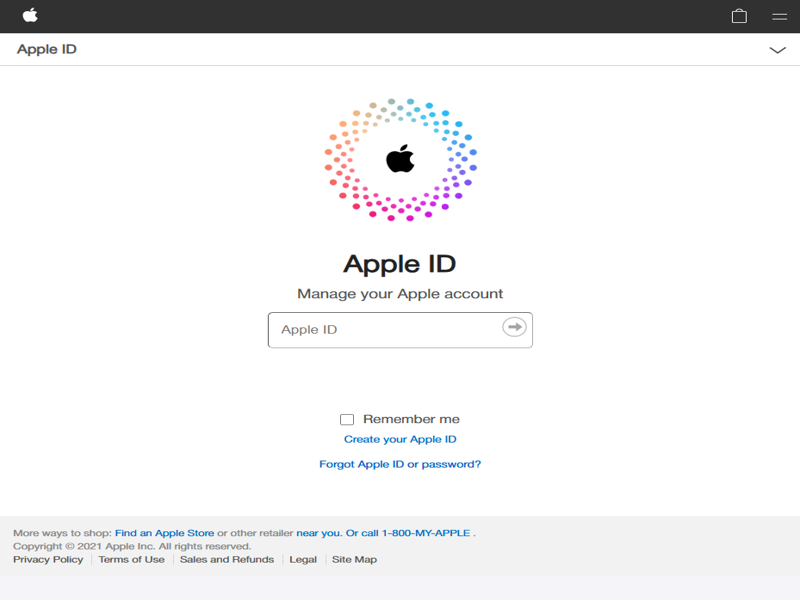 Apple ID
Apple ID
Manage your Apple account
Apple ID
Remember me
Create your Apple ID
Forgot Apple ID or password?
More ways to shop: Find an Apple Store or other retailer near you. Or call 1-800-MY-APPLE .
Copyright © 2021 Apple Inc. All rights reserved.
Privacy Policy | Terms of Use | Sales and Refunds | Legal | Site Map